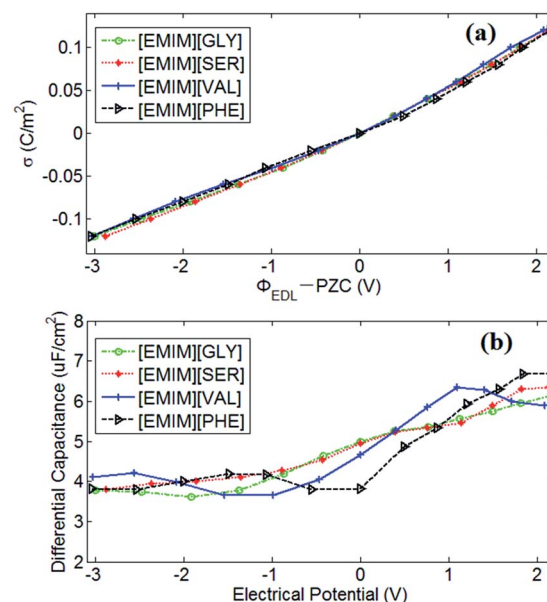 (a)
[EMIM][GLY]
[EMIM][SER]
[EMIM][VAL]
[EMIM][PHE]
σ (C/m²)
0.1
0.05
0
-0.05
-0.1
-3 -2 -1 0 1 2
Φ_EDL−PZC (V)
(b)
[EMIM][GLY]
[EMIM][SER]
[EMIM][VAL]
[EMIM][PHE]
Differential Capacitance (uF/cm²)
8
7
6
5
4
3
2
-3 -2 -1 0 1 2
Electrical Potential (V)